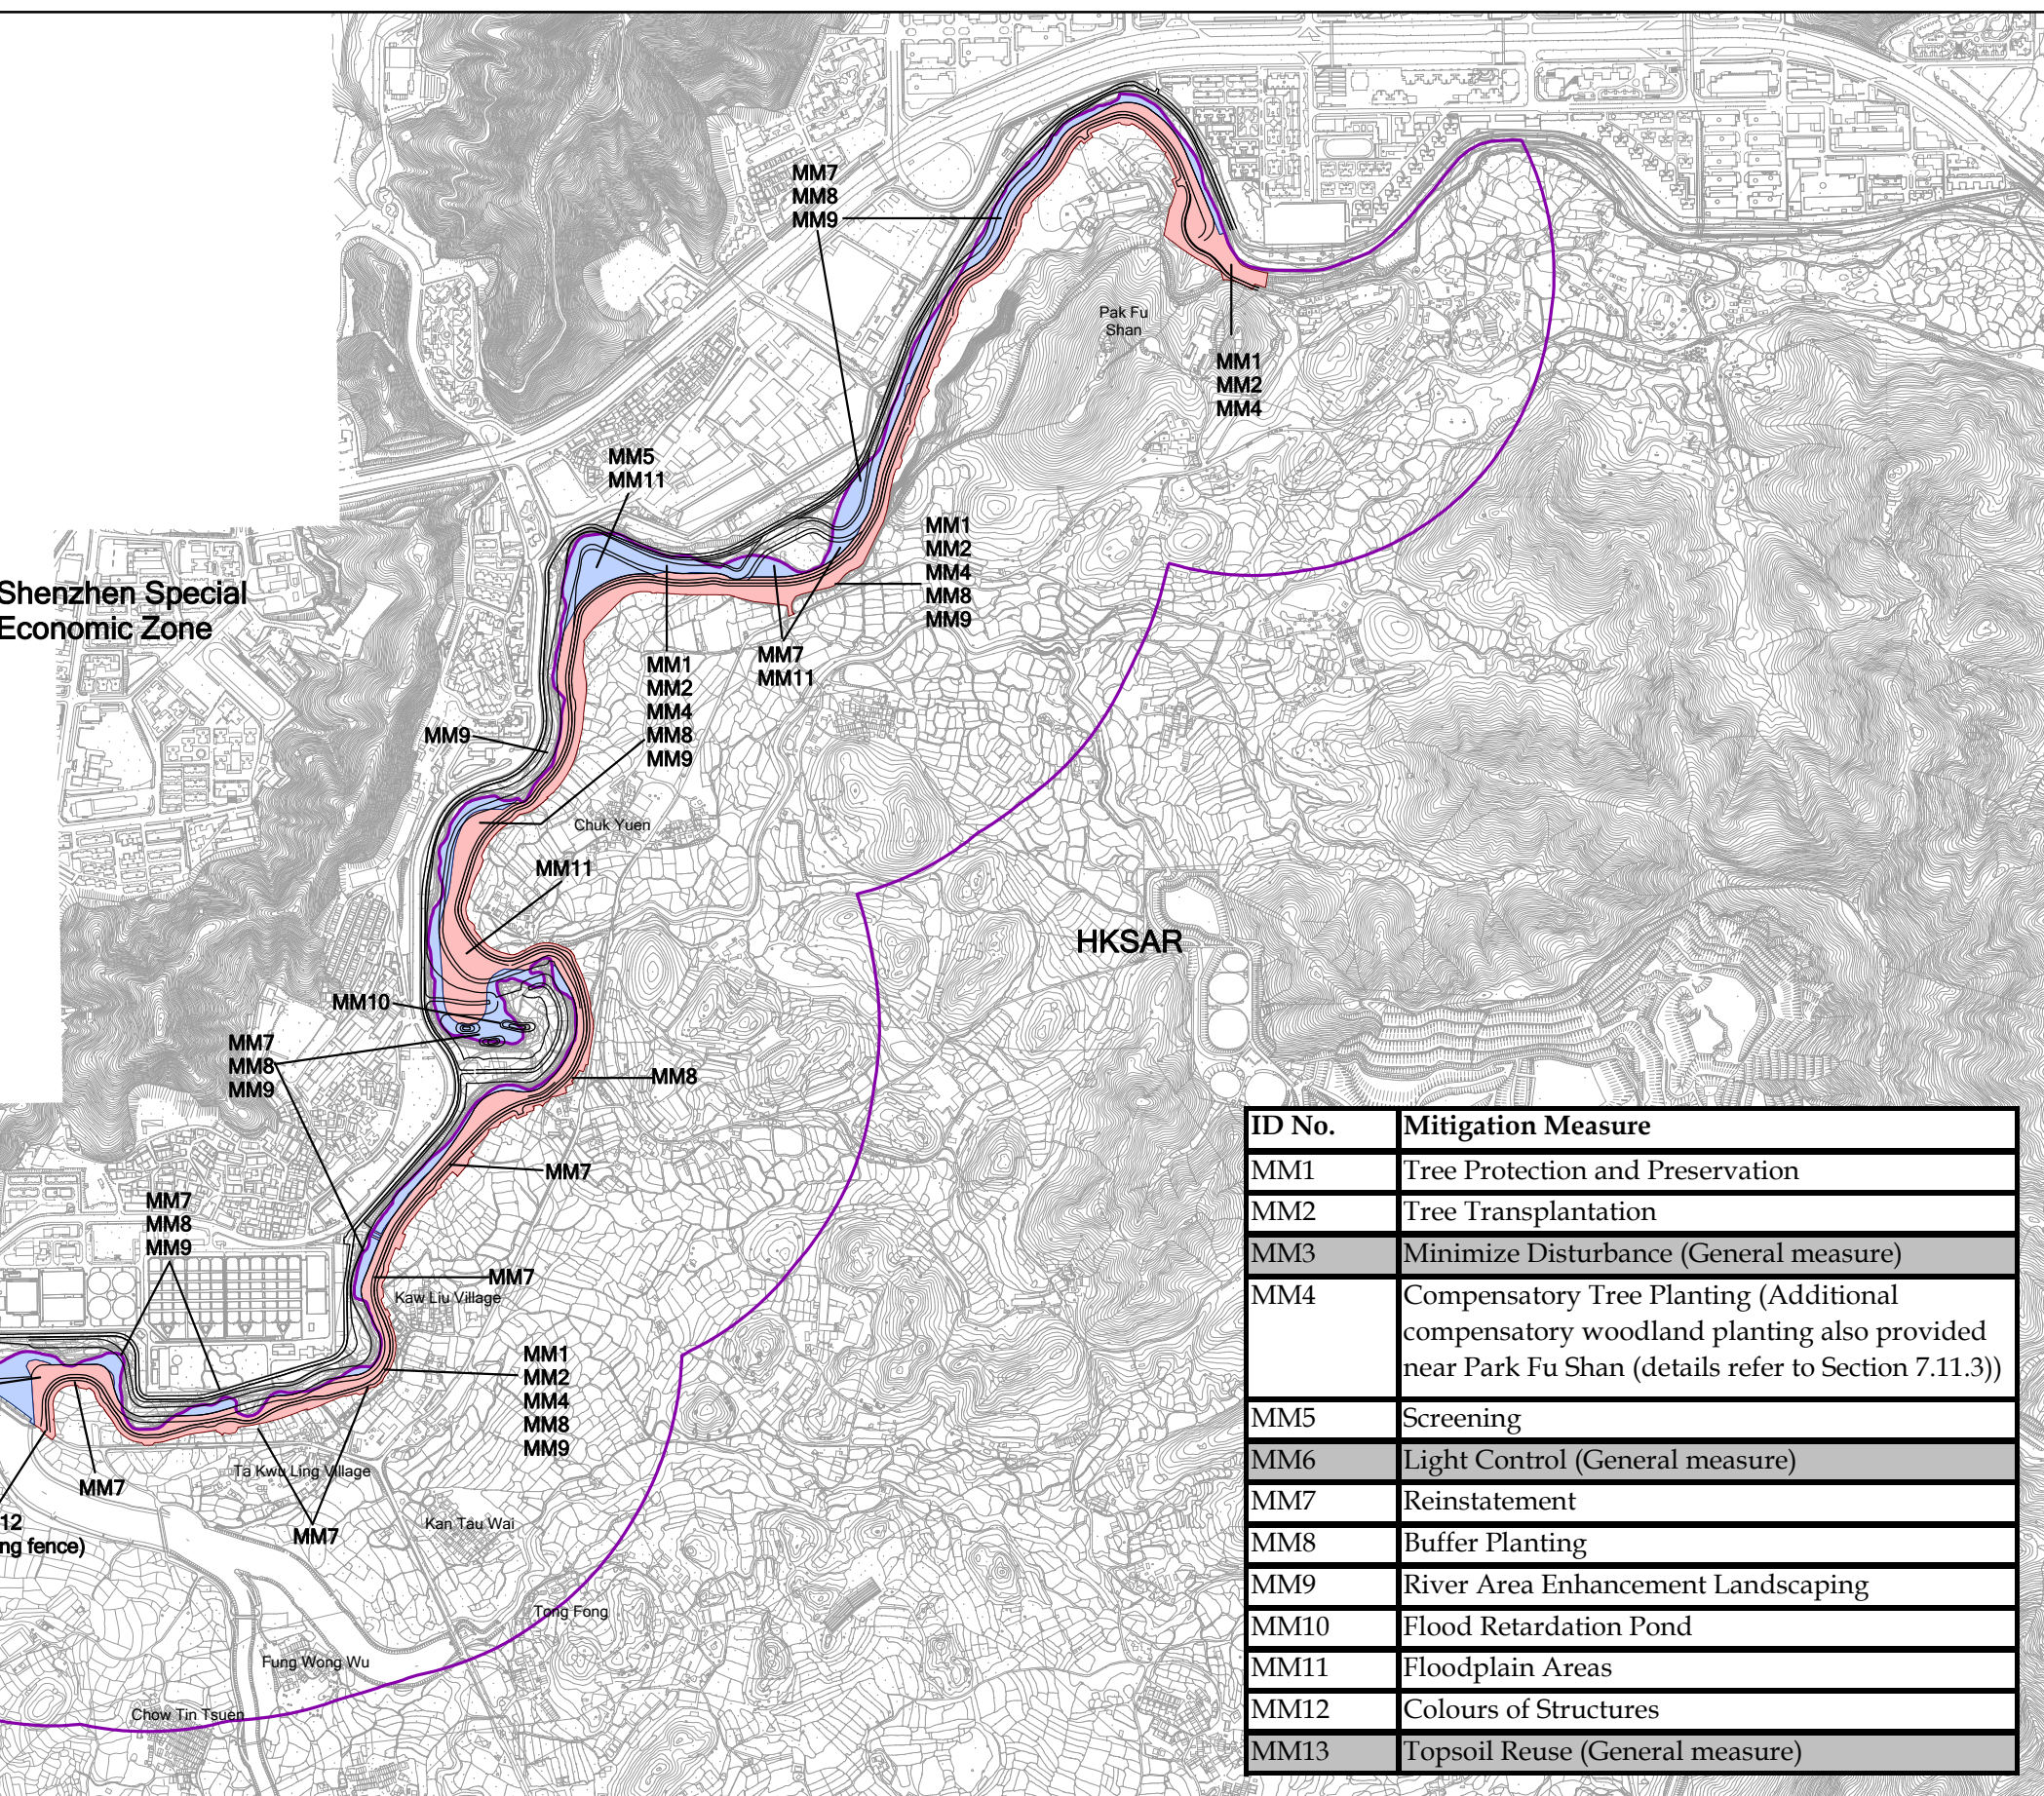 MM7
MM8
MM9
Pak Fu
Shan
MM1
MM2
MM4
MM5
MM11
MM1
MM2
MM4
MM8
MM9
Shenzhen Special
Economic Zone
MM1
MM2
MM4
MM8
MM9
MM7
MM11
MM9
Chuk Yuen
MM11
HKSAR
MM10
MM7
MM8
MM9
MM8
MM7
MM7
MM8
MM9
MM7
Kaw Liu Village
MM1
MM2
MM4
MM8
MM9
Ta Kwu Ling Village
MM7
12
ng fence)
MM7
Kan Tau Wai
Tong Fong
Fung Wong Wu
Chow Tin Tsuen
ID No. Mitigation Measure
MM1 Tree Protection and Preservation
MM2 Tree Transplantation
MM3 Minimize Disturbance (General measure)
MM4 Compensatory Tree Planting (Additional
compensatory woodland planting also provided
near Park Fu Shan (details refer to Section 7.11.3))
MM5 Screening
MM6 Light Control (General measure)
MM7 Reinstatement
MM8 Buffer Planting
MM9 River Area Enhancement Landscaping
MM10 Flood Retardation Pond
MM11 Floodplain Areas
MM12 Colours of Structures
MM13 Topsoil Reuse (General measure)